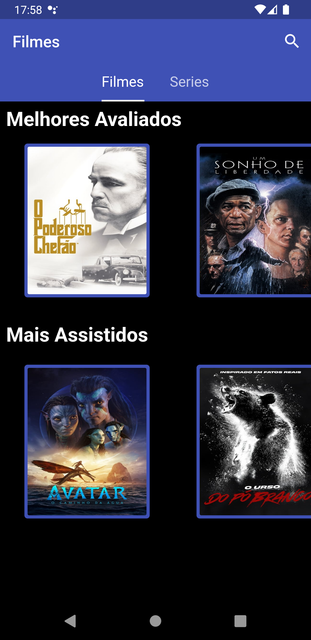 17:58
Filmes
Filmes Series
Melhores Avaliados
O
Poderoso
Chefão
UM
SONHO DE
LIBERDADE
Mais Assistidos
AVATAR
O CAMINHO DA ÁGUA
INSPIRADO EM FATOS REAIS
O URSO
DO PÓ BRANCO